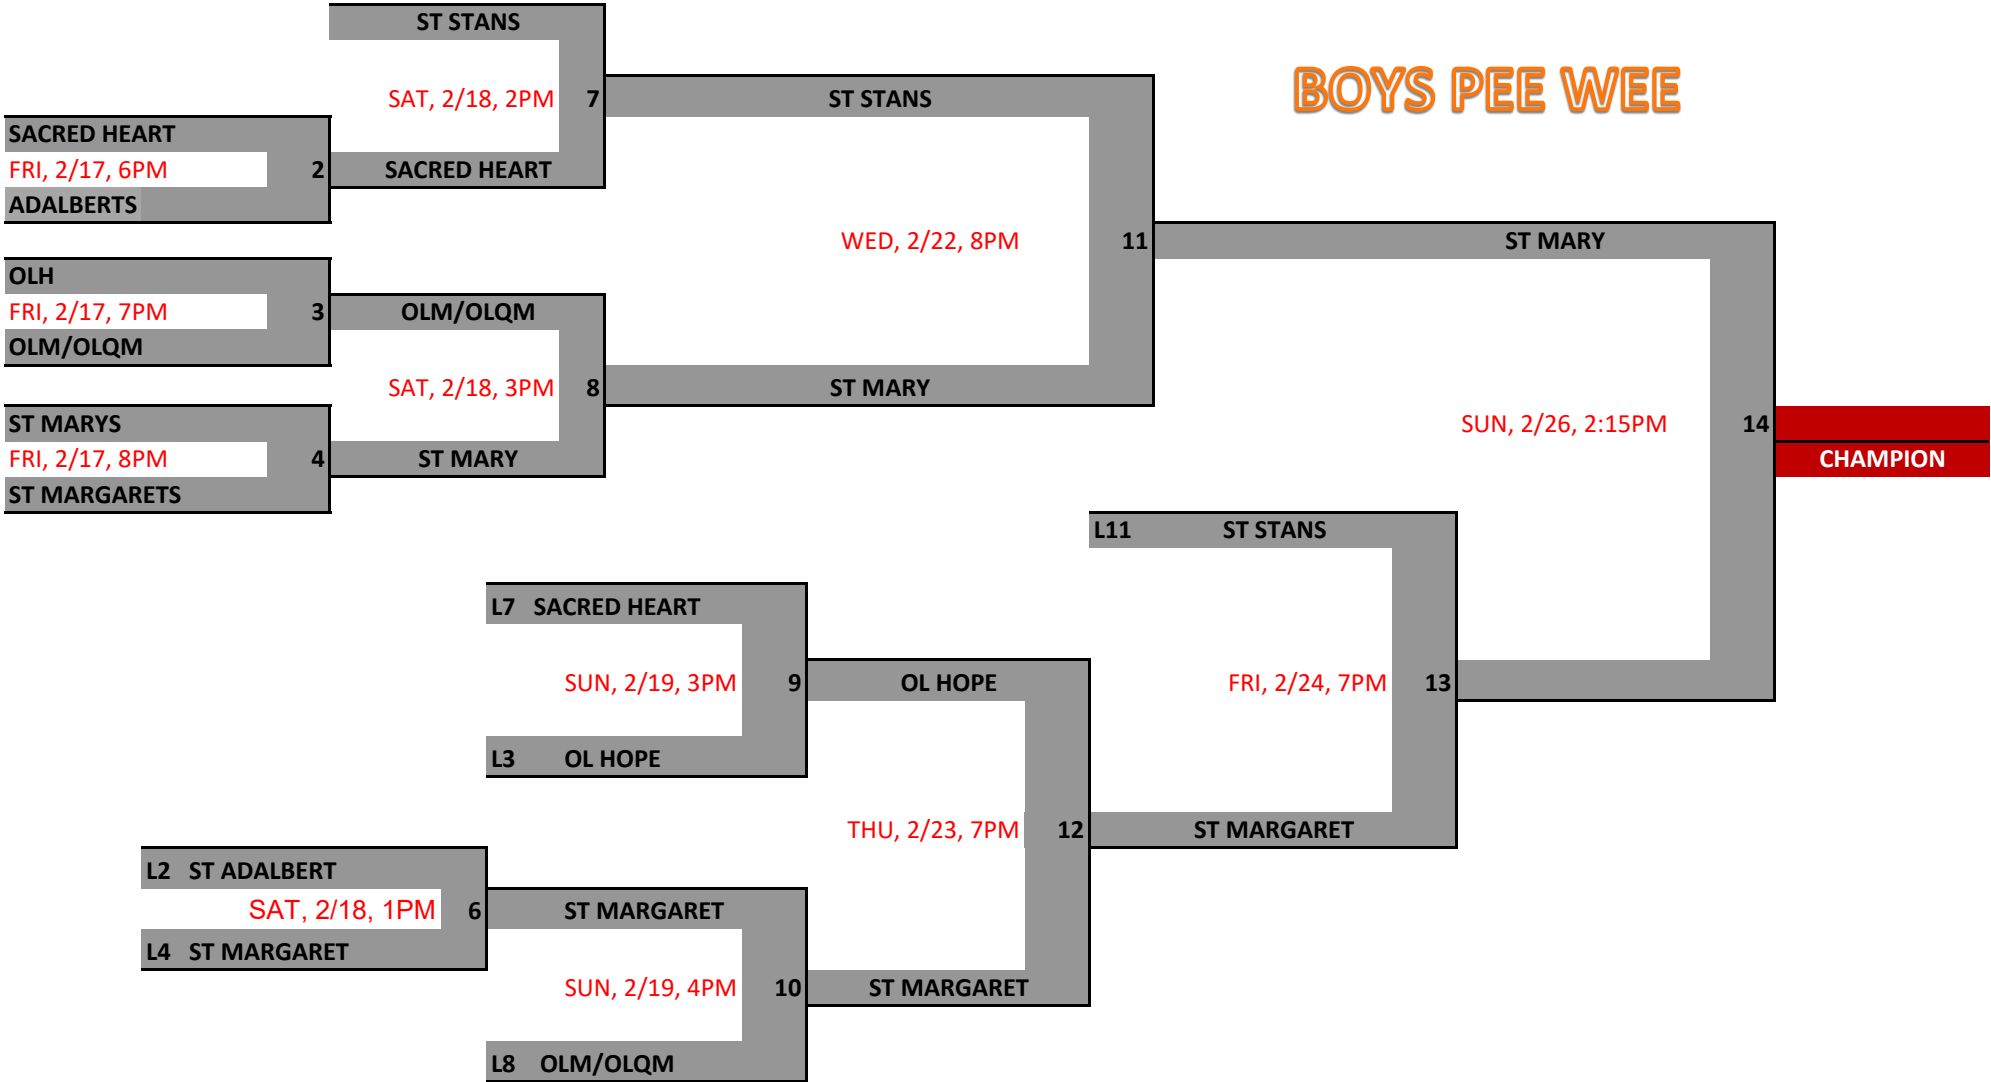 ST STANS
BOYS PEE WEE
SAT, 2/18, 2PM 7
ST STANS
SACRED HEART
FRI, 2/17, 6PM 2
SACRED HEART
ADALBERTS
WED, 2/22, 8PM 11
ST MARY
OLH
FRI, 2/17, 7PM 3
OLM/OLQM
OLM/OLQM
SAT, 2/18, 3PM 8
ST MARY
ST MARYS
FRI, 2/17, 8PM 4
ST MARY
ST MARGARETS
SUN, 2/26, 2:15PM 14
CHAMPION
L11 ST STANS
L7 SACRED HEART
SUN, 2/19, 3PM 9
OL HOPE
FRI, 2/24, 7PM 13
L3 OL HOPE
THU, 2/23, 7PM 12
ST MARGARET
L2 ST ADALBERT
SAT, 2/18, 1PM 6
ST MARGARET
L4 ST MARGARET
SUN, 2/19, 4PM 10
ST MARGARET
L8 OLM/OLQM